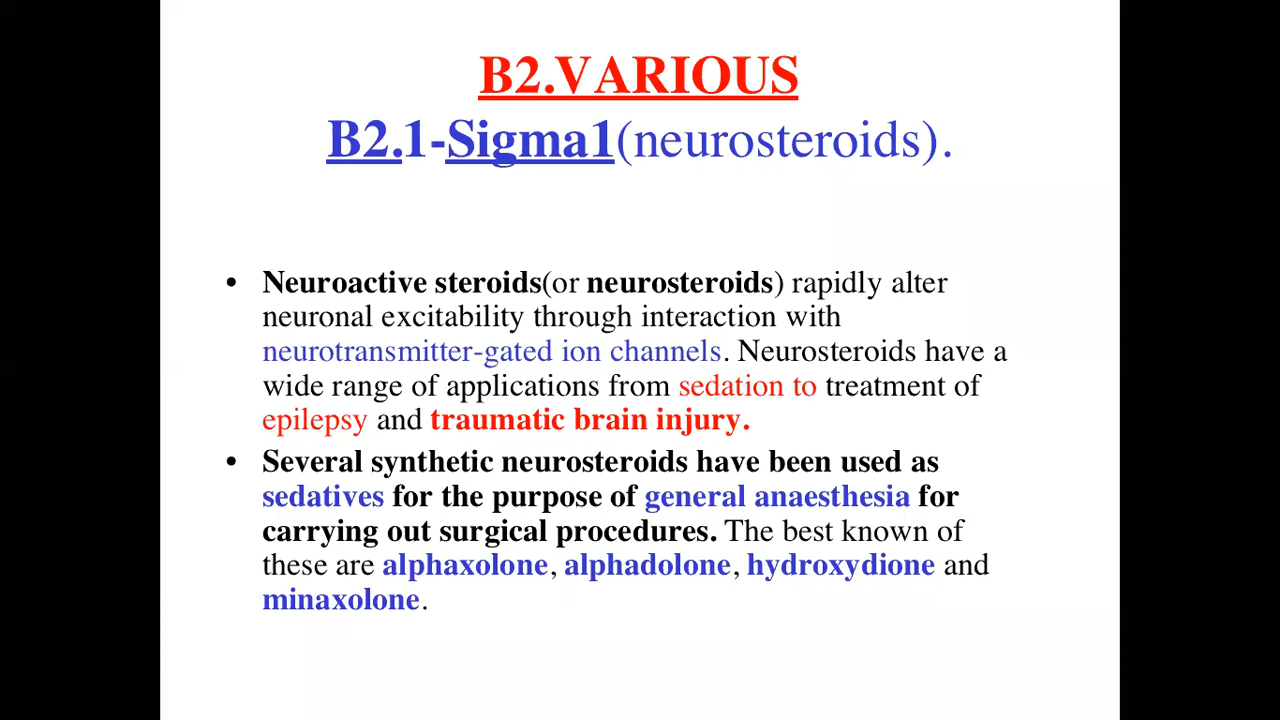 B2.VARIOUS
B2.1-Sigma1(neurosteroids).
• Neuroactive steroids(or neurosteroids) rapidly alter
neuronal excitability through interaction with
neurotransmitter-gated ion channels. Neurosteroids have a
wide range of applications from sedation to treatment of
epilepsy and traumatic brain injury.
• Several synthetic neurosteroids have been used as
sedatives for the purpose of general anaesthesia for
carrying out surgical procedures. The best known of
these are alphaxolone, alphadolone, hydroxydione and
minaxolone.